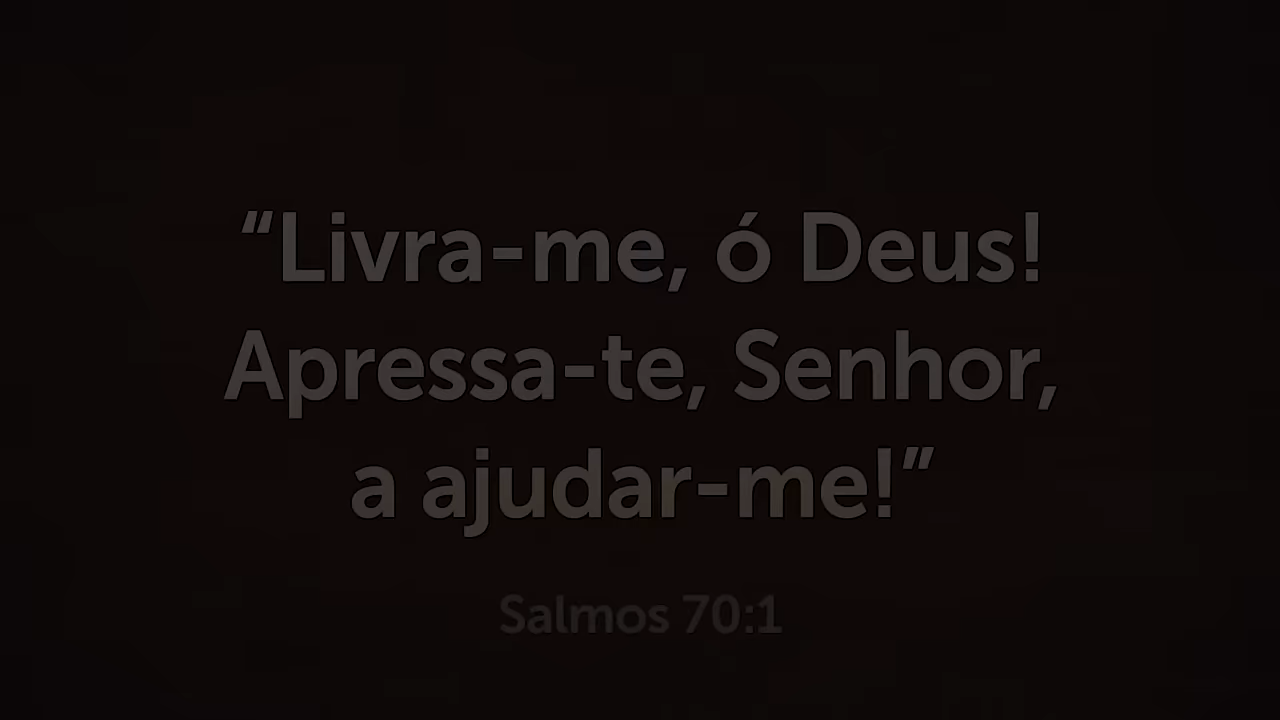 “Livra-me, ó Deus!
Apressa-te, Senhor,
a ajudar-me!”
Salmos 70:1